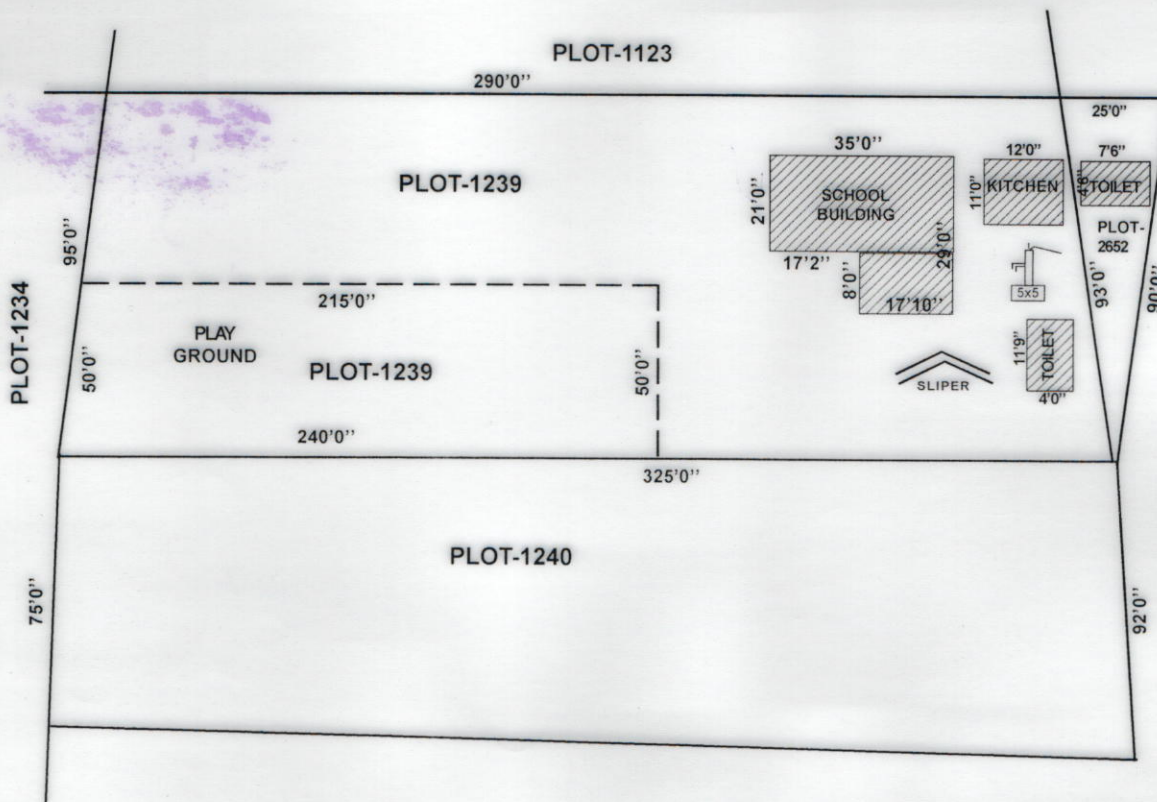 PLOT-1123
290'0''
25'0''
35'0''
12'0''
7'6''
PLOT-1239
21'0''
SCHOOL
BUILDING
11'0''
KITCHEN
4'6''
TOILET
PLOT-
2652
95'0''
17'2''
29'0''
8'0''
17'10''
5x5
93'0''
90'0''
PLOT-1234
215'0''
PLAY
GROUND
50'0''
PLOT-1239
50'0''
11'9''
TOILET
4'0''
SLIPER
240'0''
325'0''
PLOT-1240
75'0''
92'0''